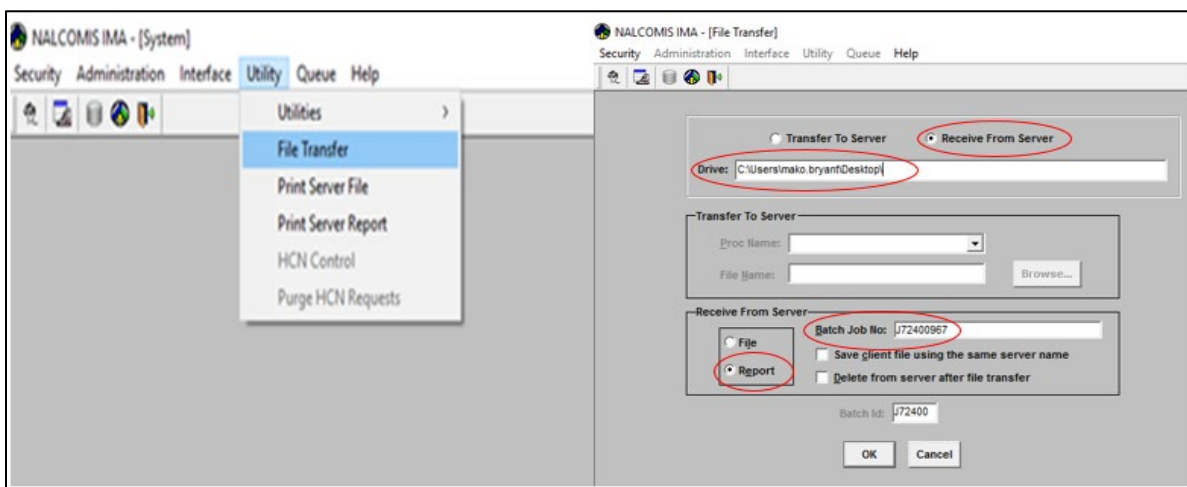 NALCOMIS IMA - [System]
Security Administration Interface Utility Queue Help
Utilities
File Transfer
Print Server File
Print Server Report
HCN Control
Purge HCN Requests
NALCOMIS IMA - [File Transfer]
Security Administration Interface Utility Queue Help
Transfer To Server Receive From Server
Drive: C:\Users\mako.bryant\Desktop\
Transfer To Server
Proc Name:
File Name: Browse...
Receive From Server
Batch Job No: J72400967
File
Save client file using the same server name
Report
Delete from server after file transfer
Batch Id: J72400
OK Cancel